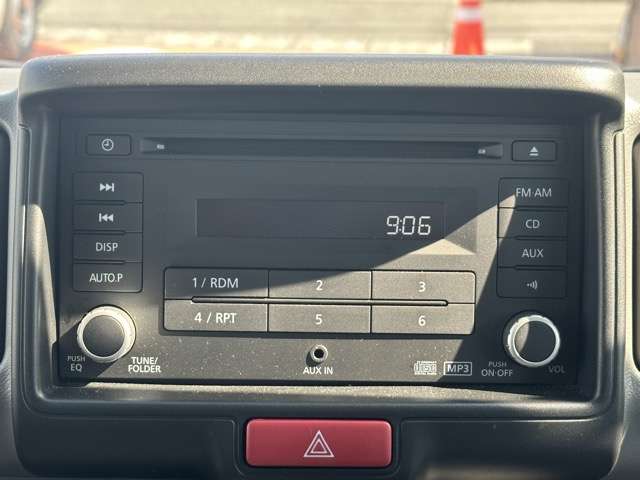 FM·AM
9:06
CD
DISP
AUX
AUTO.P
1 / RDM
2
3
4 / RPT
5
6
PUSH
EQ
TUNE/
FOLDER
AUX IN
MP3
PUSH
ON·OFF
VOL